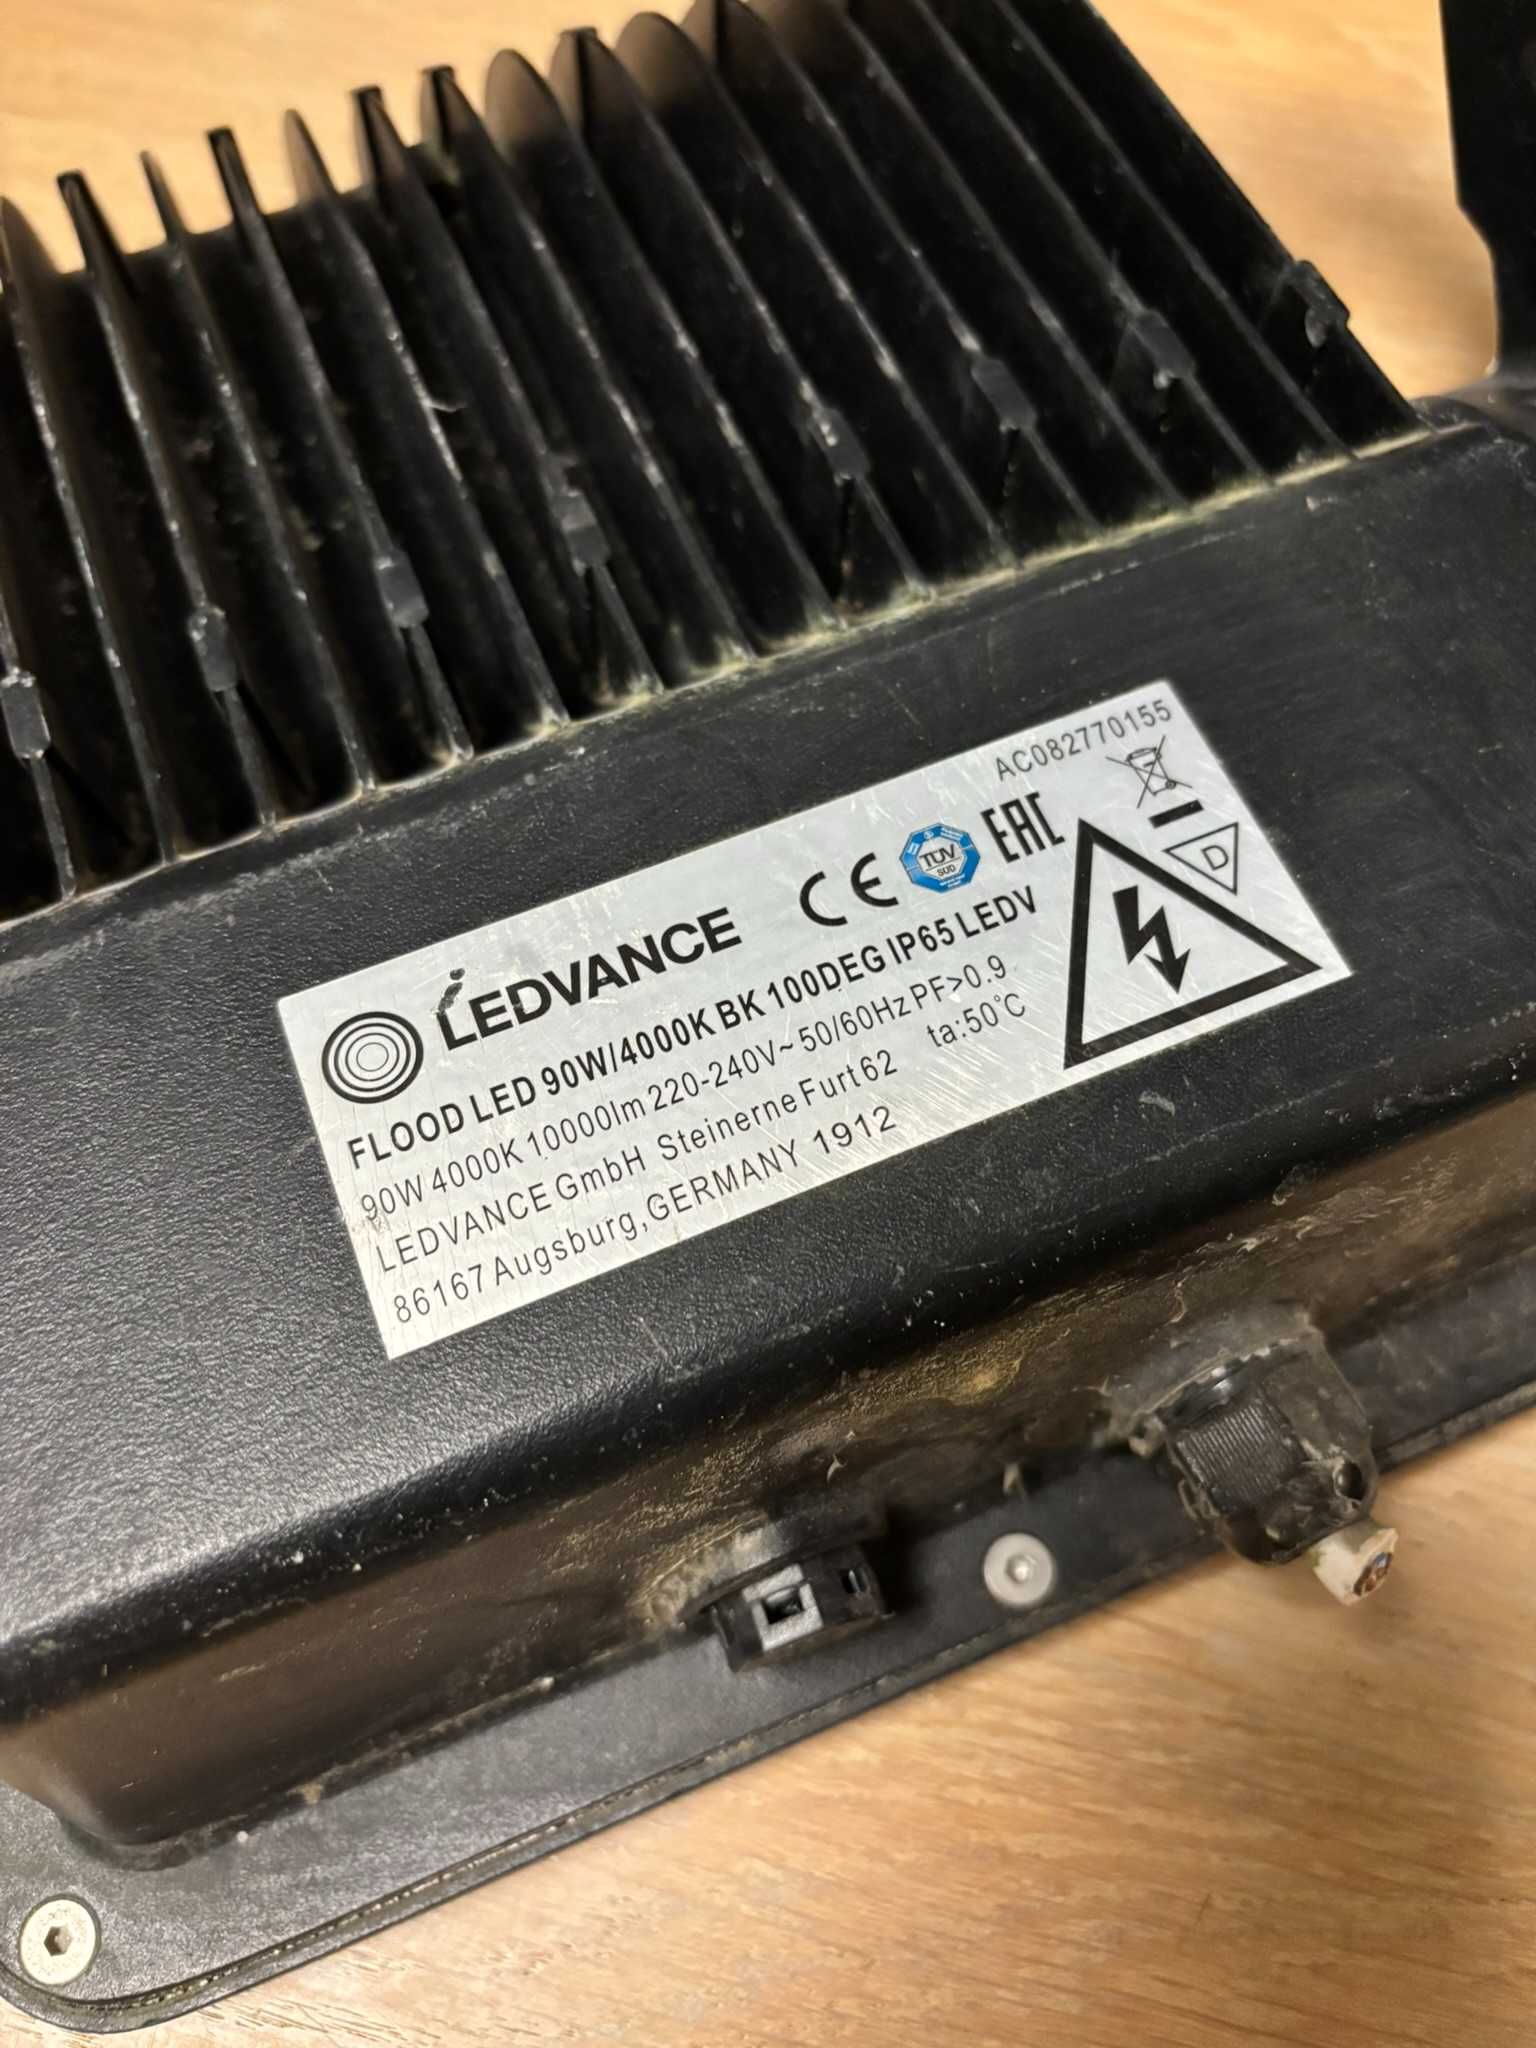 AC082770155
LEDVANCE CE TÜV SÜD EAC
FLOOD LED 90W/4000K BK 100DEG IP65 LEDV
90W 4000K 10000lm 220-240V~ 50/60Hz PF>0.9
LEDVANCE GmbH Steinerne Furt 62 ta:50°C
86167 Augsburg, GERMANY 1912
D